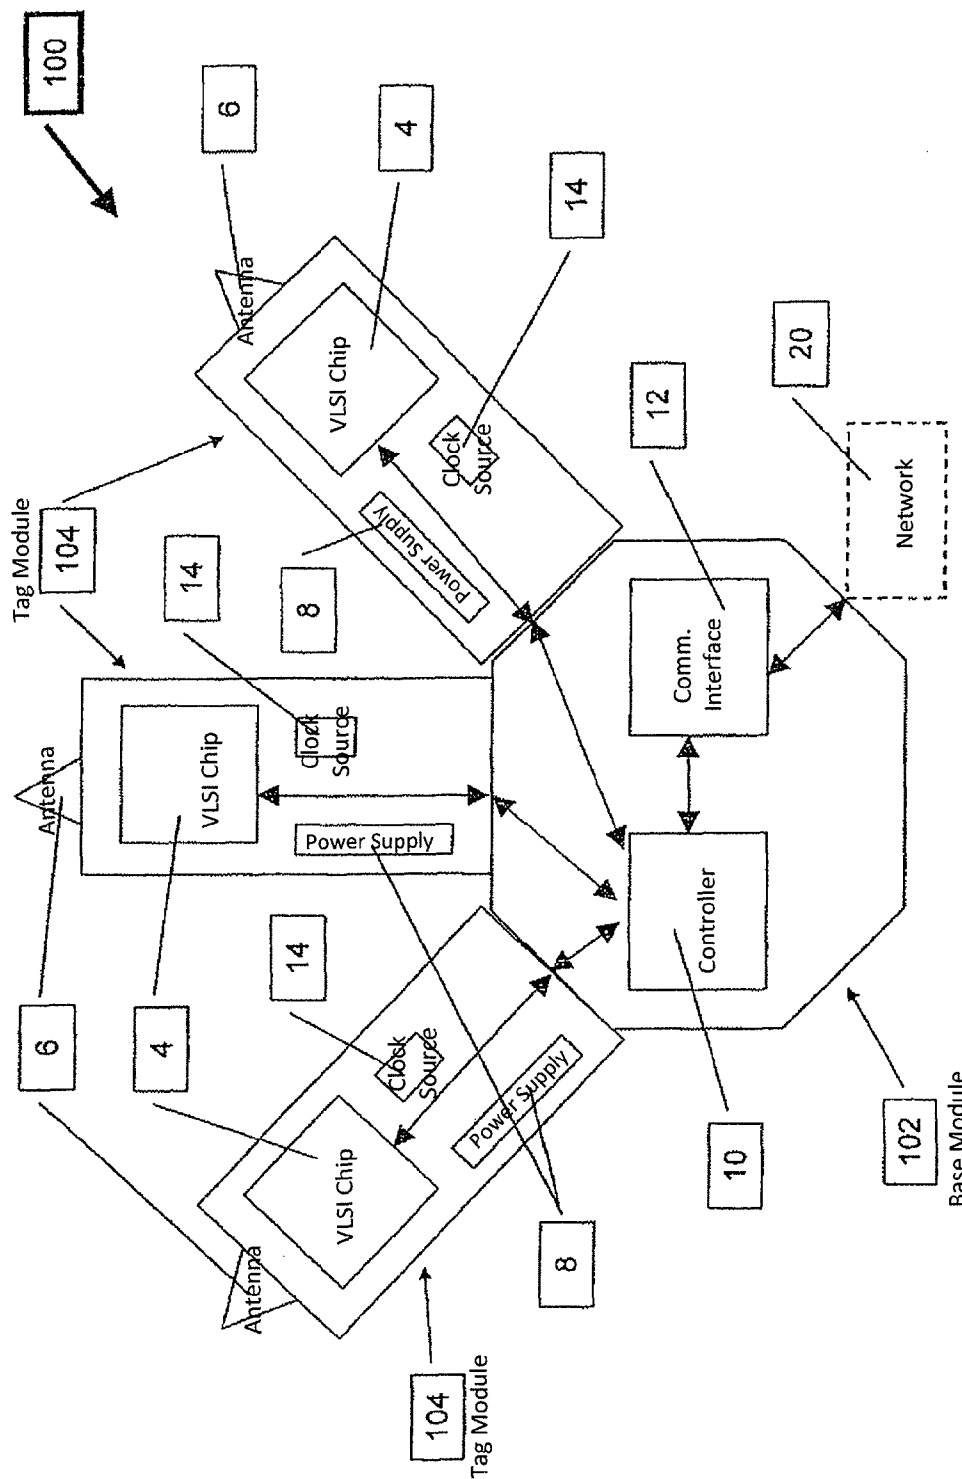 100
Tag Module
104
6
Antenna
4
14
VLSI Chip
6
Antenna
Antenna
14
Clock
Source
8
VLSI Chip
VLSI Chip
Power Supply
4
Clock
Source
Power Supply
104
Tag Module
Clock
Source
Power Supply
14
8
12
Comm.
Interface
Controller
10
20
Network
102
Base Module